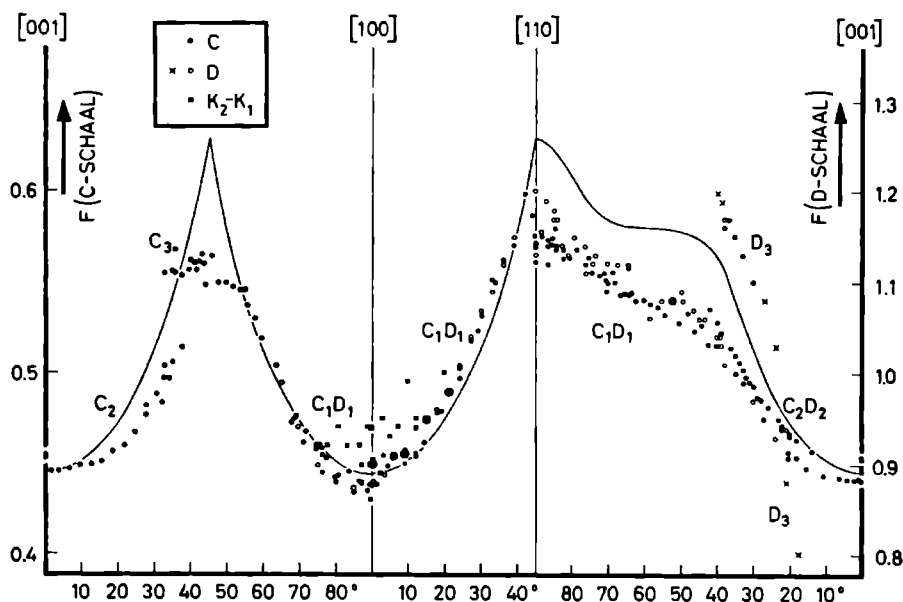 [001] [100] [110] [001]
• C
× ○ D
▪ K₂-K₁
F (C-SCHAAL)
F (D-SCHAAL)
0.6
0.5
0.4
1.3
1.2
1.1
1.0
0.9
0.8
C₃
C₂
C₁D₁
C₁D₁
C₁D₁
C₂D₂
D₃
D₃
10 20 30 40 50 60 70 80° 10 20 30 40° 80 70 60 50 40 30 20 10°